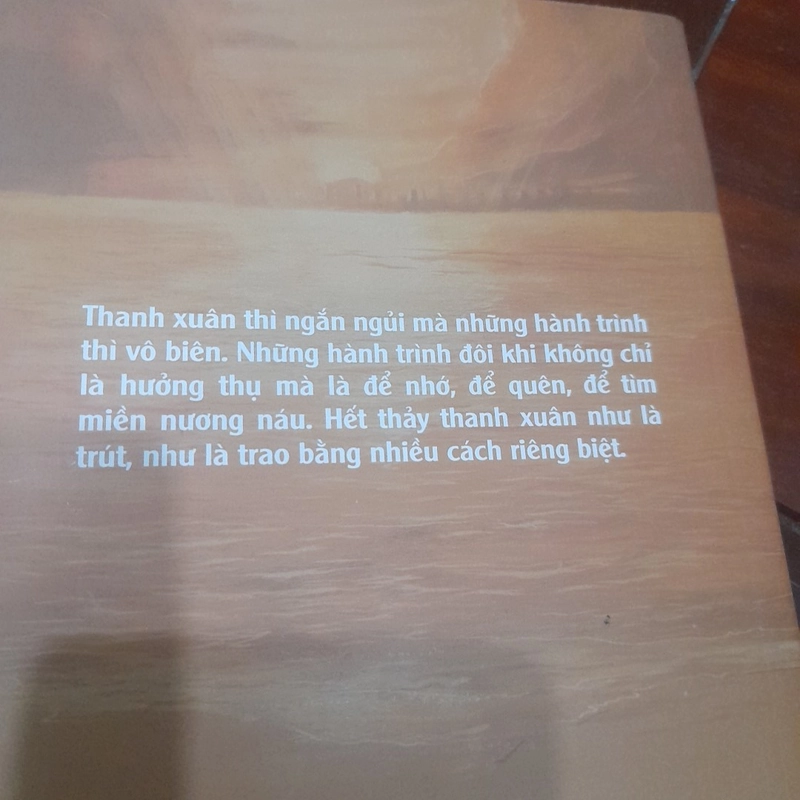 Thanh xuân thì ngắn ngủi mà những hành trình
thì vô biên. Những hành trình đôi khi không chỉ
là hưởng thụ mà là để nhớ, để quên, để tìm
miền nương náu. Hết thảy thanh xuân như là
trút, như là trao bằng nhiều cách riêng biệt.